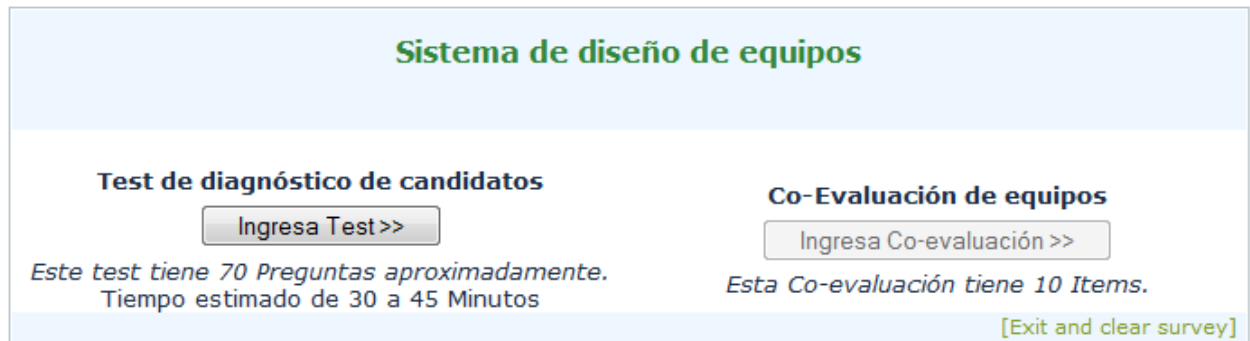 Sistema de diseño de equipos
Test de diagnóstico de candidatos
Ingresa Test>>
Este test tiene 70 Preguntas aproximadamente.
Tiempo estimado de 30 a 45 Minutos
Co-Evaluación de equipos
Ingresa Co-evaluación >>
Esta Co-evaluación tiene 10 Items.
[Exit and clear survey]